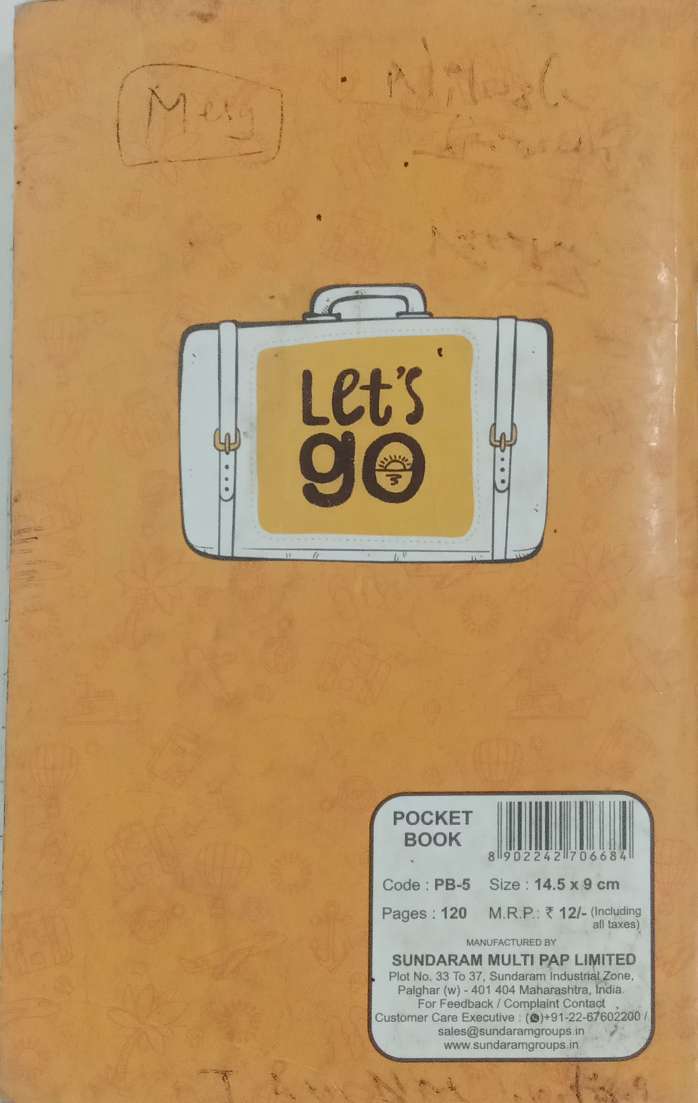 Merg
Let's
go
POCKET
BOOK
8 902242 706684
Code : PB-5 Size : 14.5 x 9 cm
Pages : 120 M.R.P.: ₹ 12/- (Including
all taxes)
MANUFACTURED BY
SUNDARAM MULTI PAP LIMITED
Plot No. 33 To 37, Sundaram Industrial Zone,
Palghar (w) - 401 404 Maharashtra, India.
For Feedback / Complaint Contact
Customer Care Executive : +91-22-67602200 /
sales@sundaramgroups.in
www.sundaramgroups.in